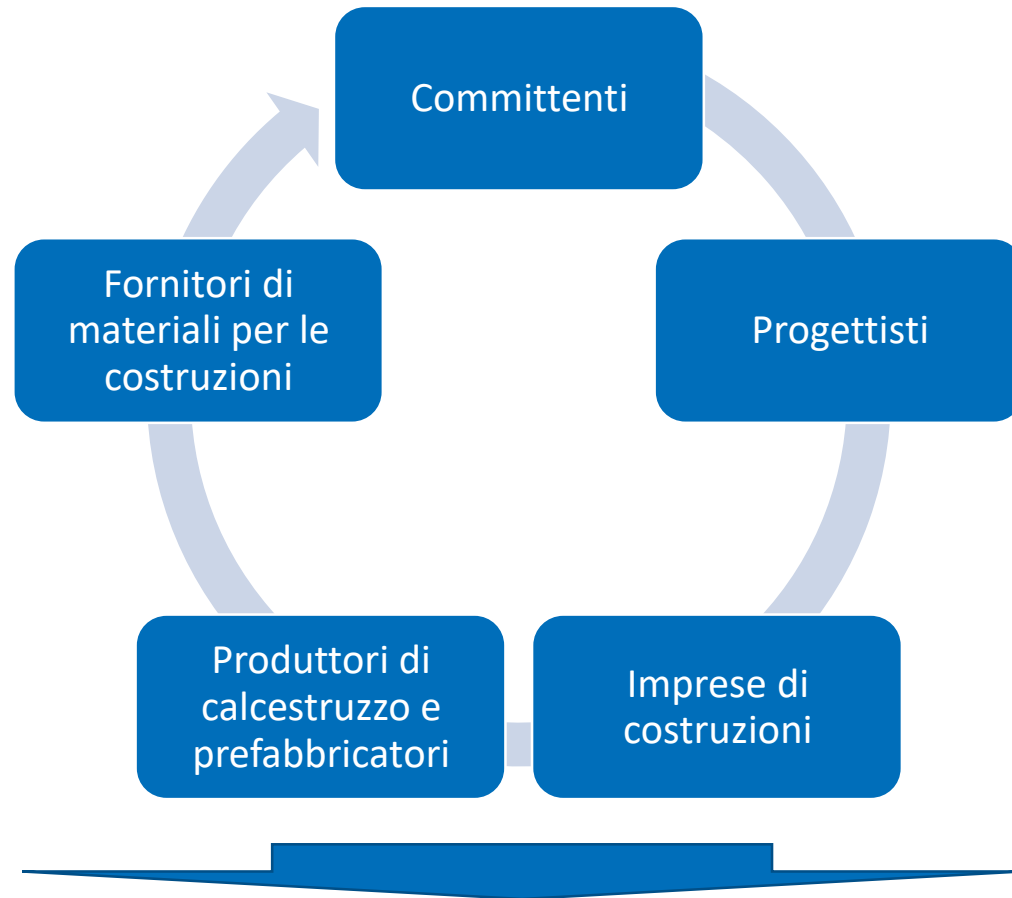 Committenti
Progettisti
Imprese di
costruzioni
Produttori di
calcestruzzo e
prefabbricatori
Fornitori di
materiali per le
costruzioni